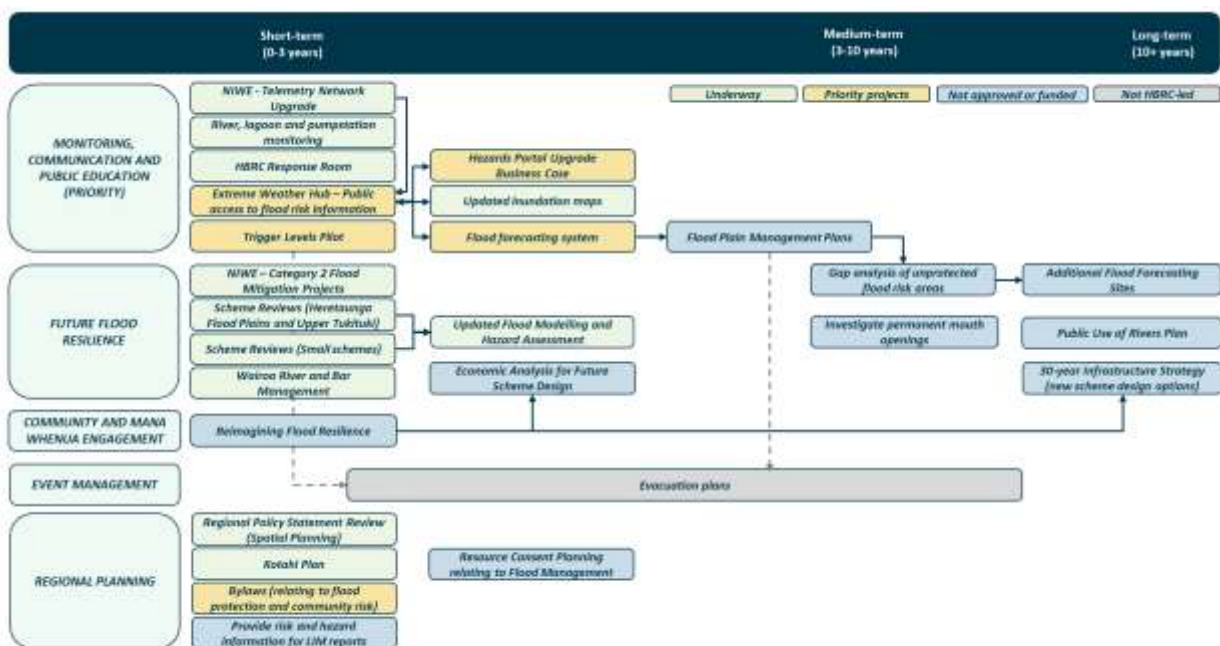 Short-term
(0-3 years)
Medium-term
(3-10 years)
Long-term
(10+ years)
Underway
Priority projects
Not approved or funded
Not HBRC-led
MONITORING,
COMMUNICATION AND
PUBLIC EDUCATION
(PRIORITY)
NIWE - Telemetry Network
Upgrade
River, lagoon and pumpstation
monitoring
HBRC Response Room
Extreme Weather Hub – Public
access to flood risk information
Trigger Levels Pilot
Hazards Portal Upgrade
Business Case
Updated inundation maps
Flood forecasting system
Flood Plain Management Plans
FUTURE FLOOD
RESILIENCE
NIWE – Category 2 Flood
Mitigation Projects
Scheme Reviews (Heretaunga
Flood Plains and Upper Tukituki)
Scheme Reviews (Small schemes)
Wairoa River and Bar
Management
Updated Flood Modelling and
Hazard Assessment
Economic Analysis for Future
Scheme Design
Gap analysis of unprotected
flood risk areas
Investigate permanent mouth
openings
Additional Flood Forecasting
Sites
Public Use of Rivers Plan
30-year Infrastructure Strategy
(new scheme design options)
COMMUNITY AND MANA
WHENUA ENGAGEMENT
Reimagining Flood Resilience
EVENT MANAGEMENT
Evacuation plans
REGIONAL PLANNING
Regional Policy Statement Review
(Spatial Planning)
Kotahi Plan
Bylaws (relating to flood
protection and community risk)
Provide risk and hazard
information for LIM reports
Resource Consent Planning
relating to Flood Management